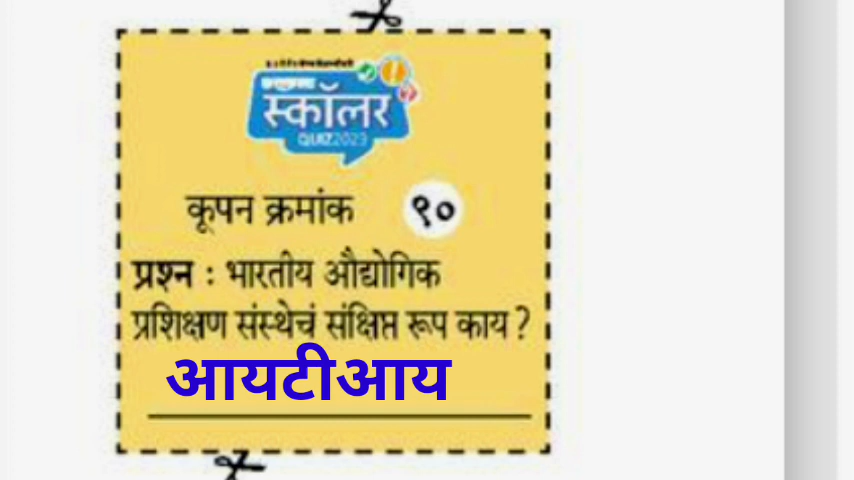 स्कॉलर
QUIZ2023
कूपन क्रमांक ९०
प्रश्न : भारतीय औद्योगिक
प्रशिक्षण संस्थेचं संक्षिप्त रूप काय ?
आयटीआय